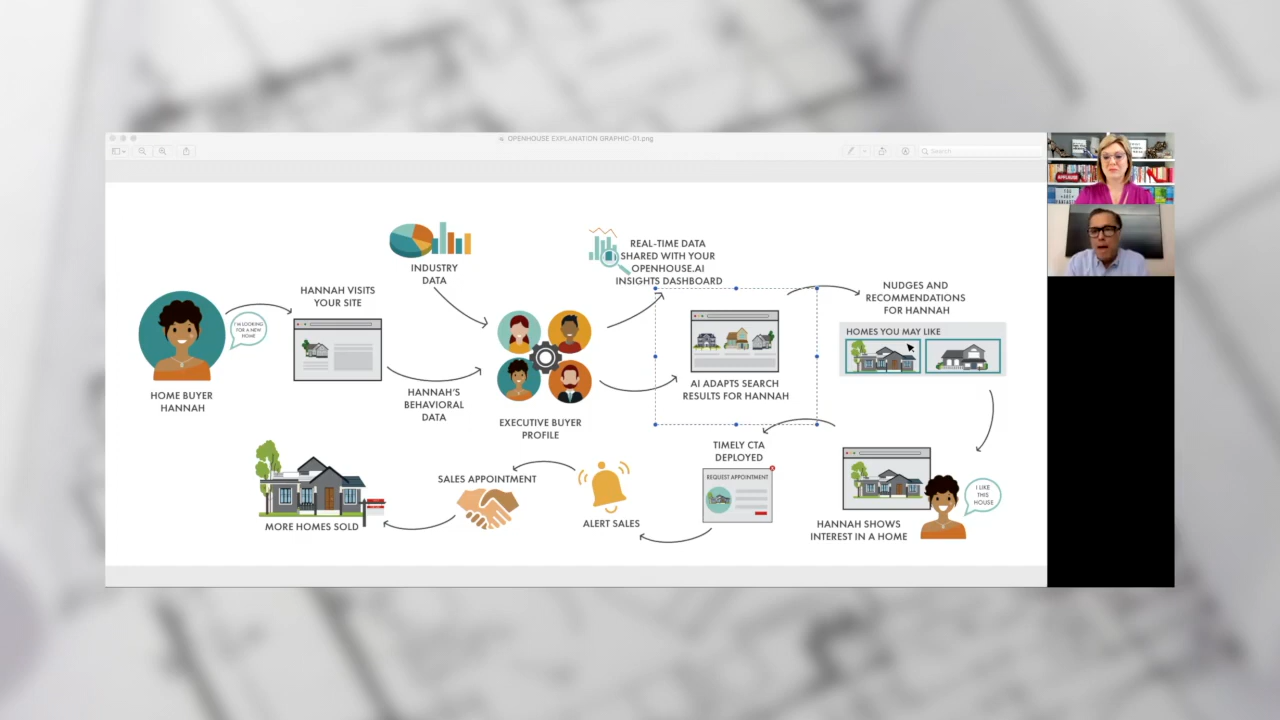 OPENHOUSE EXPLANATION GRAPHIC-01.png
Search
APPLAUSE
INDUSTRY
DATA
REAL-TIME DATA
SHARED WITH YOUR
OPENHOUSE.AI
INSIGHTS DASHBOARD
HANNAH VISITS
YOUR SITE
NUDGES AND
RECOMMENDATIONS
FOR HANNAH
I'M LOOKING
FOR A NEW
HOME
HOMES YOU MAY LIKE
HOME BUYER
HANNAH
HANNAH'S
BEHAVIORAL
DATA
EXECUTIVE BUYER
PROFILE
AI ADAPTS SEARCH
RESULTS FOR HANNAH
TIMELY CTA
DEPLOYED
REQUEST APPOINTMENT
SALES APPOINTMENT
I LIKE
THIS
HOUSE
MORE HOMES SOLD
ALERT SALES
HANNAH SHOWS
INTEREST IN A HOME